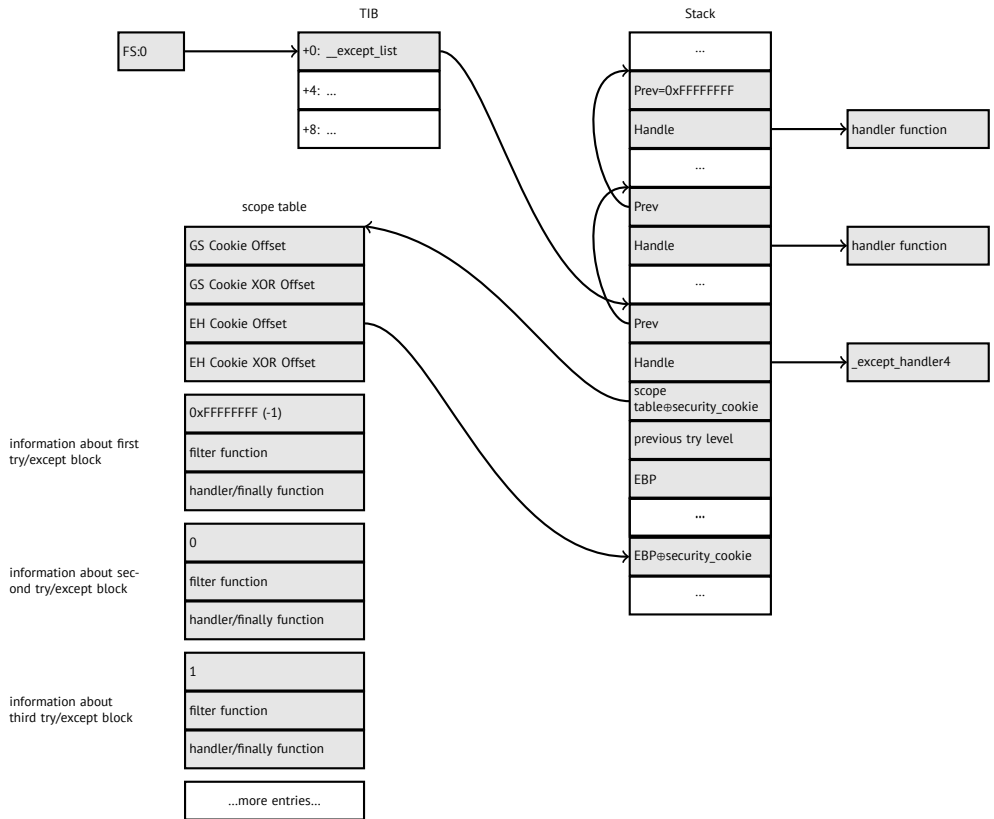 TIB
FS:0
+0: __except_list
+4: ...
+8: ...
Stack
...
Prev=0xFFFFFFFF
Handle
handler function
...
Prev
Handle
handler function
...
Prev
Handle
_except_handler4
scope
table⊕security_cookie
previous try level
EBP
...
EBP⊕security_cookie
...
scope table
GS Cookie Offset
GS Cookie XOR Offset
EH Cookie Offset
EH Cookie XOR Offset
information about first
try/except block
0xFFFFFFFF (-1)
filter function
handler/finally function
information about sec-
ond try/except block
0
filter function
handler/finally function
information about
third try/except block
1
filter function
handler/finally function
...more entries...